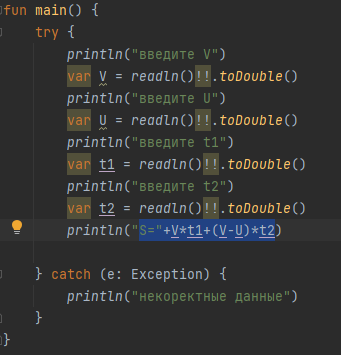 fun main() {
try {
println("введите V")
var V = readln()!!.toDouble()
println("введите U")
var U = readln()!!.toDouble()
println("введите t1")
var t1 = readln()!!.toDouble()
println("введите t2")
var t2 = readln()!!.toDouble()
println("S="+V*t1+(V-U)*t2)
} catch (e: Exception) {
println("некоректные данные")
}
}